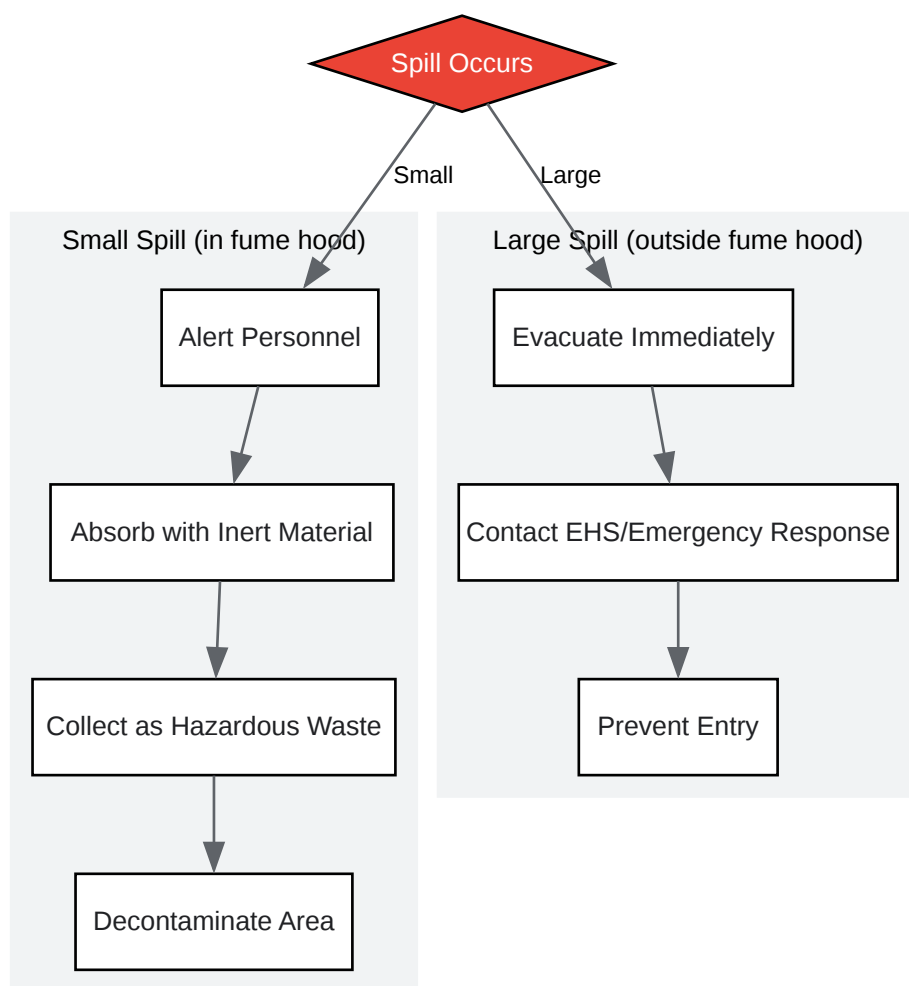 Spill Occurs
Small
Large
Small Spill (in fume hood)
Large Spill (outside fume hood)
Alert Personnel
Evacuate Immediately
Absorb with Inert Material
Contact EHS/Emergency Response
Collect as Hazardous Waste
Prevent Entry
Decontaminate Area